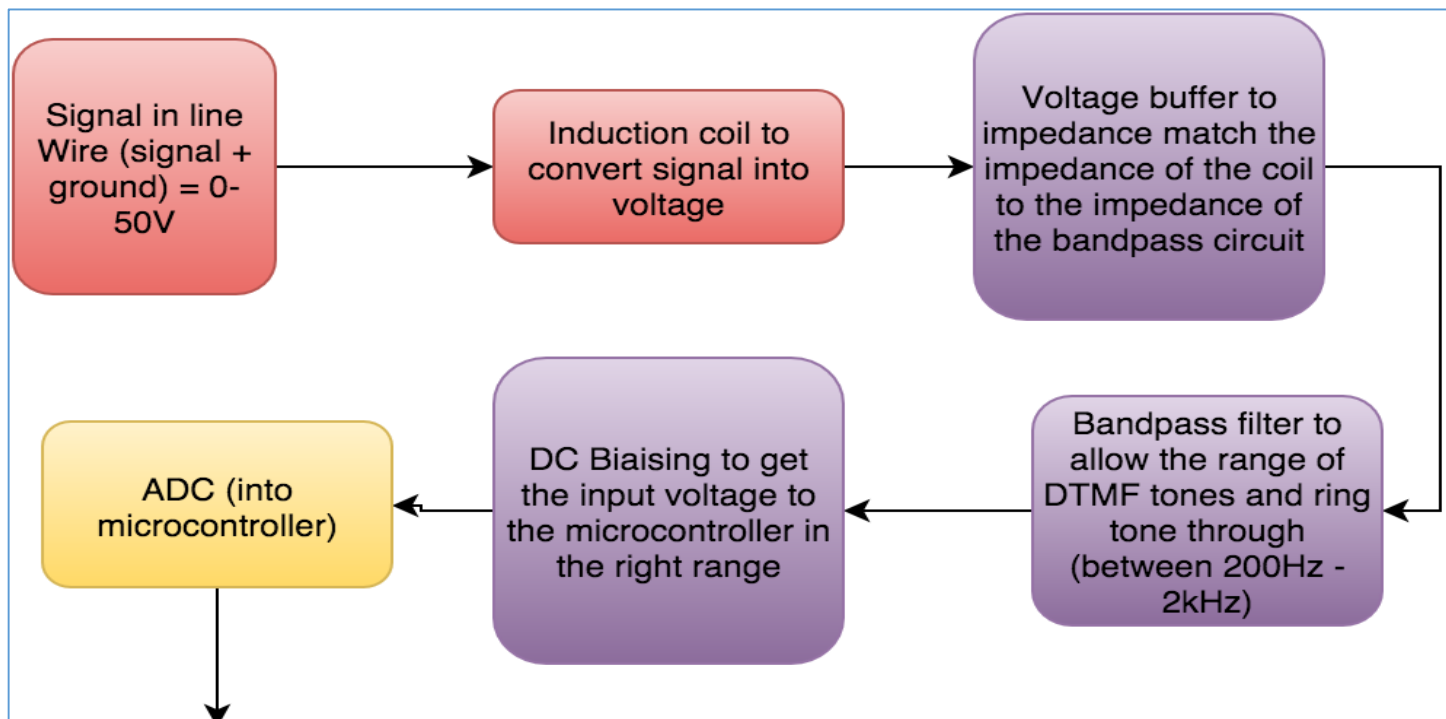 Signal in line
Wire (signal +
ground) = 0-
50V
Induction coil to
convert signal into
voltage
Voltage buffer to
impedance match the
impedance of the coil
to the impedance of
the bandpass circuit
Bandpass filter to
allow the range of
DTMF tones and ring
tone through
(between 200Hz -
2kHz)
DC Biaising to get
the input voltage to
the microcontroller in
the right range
ADC (into
microcontroller)